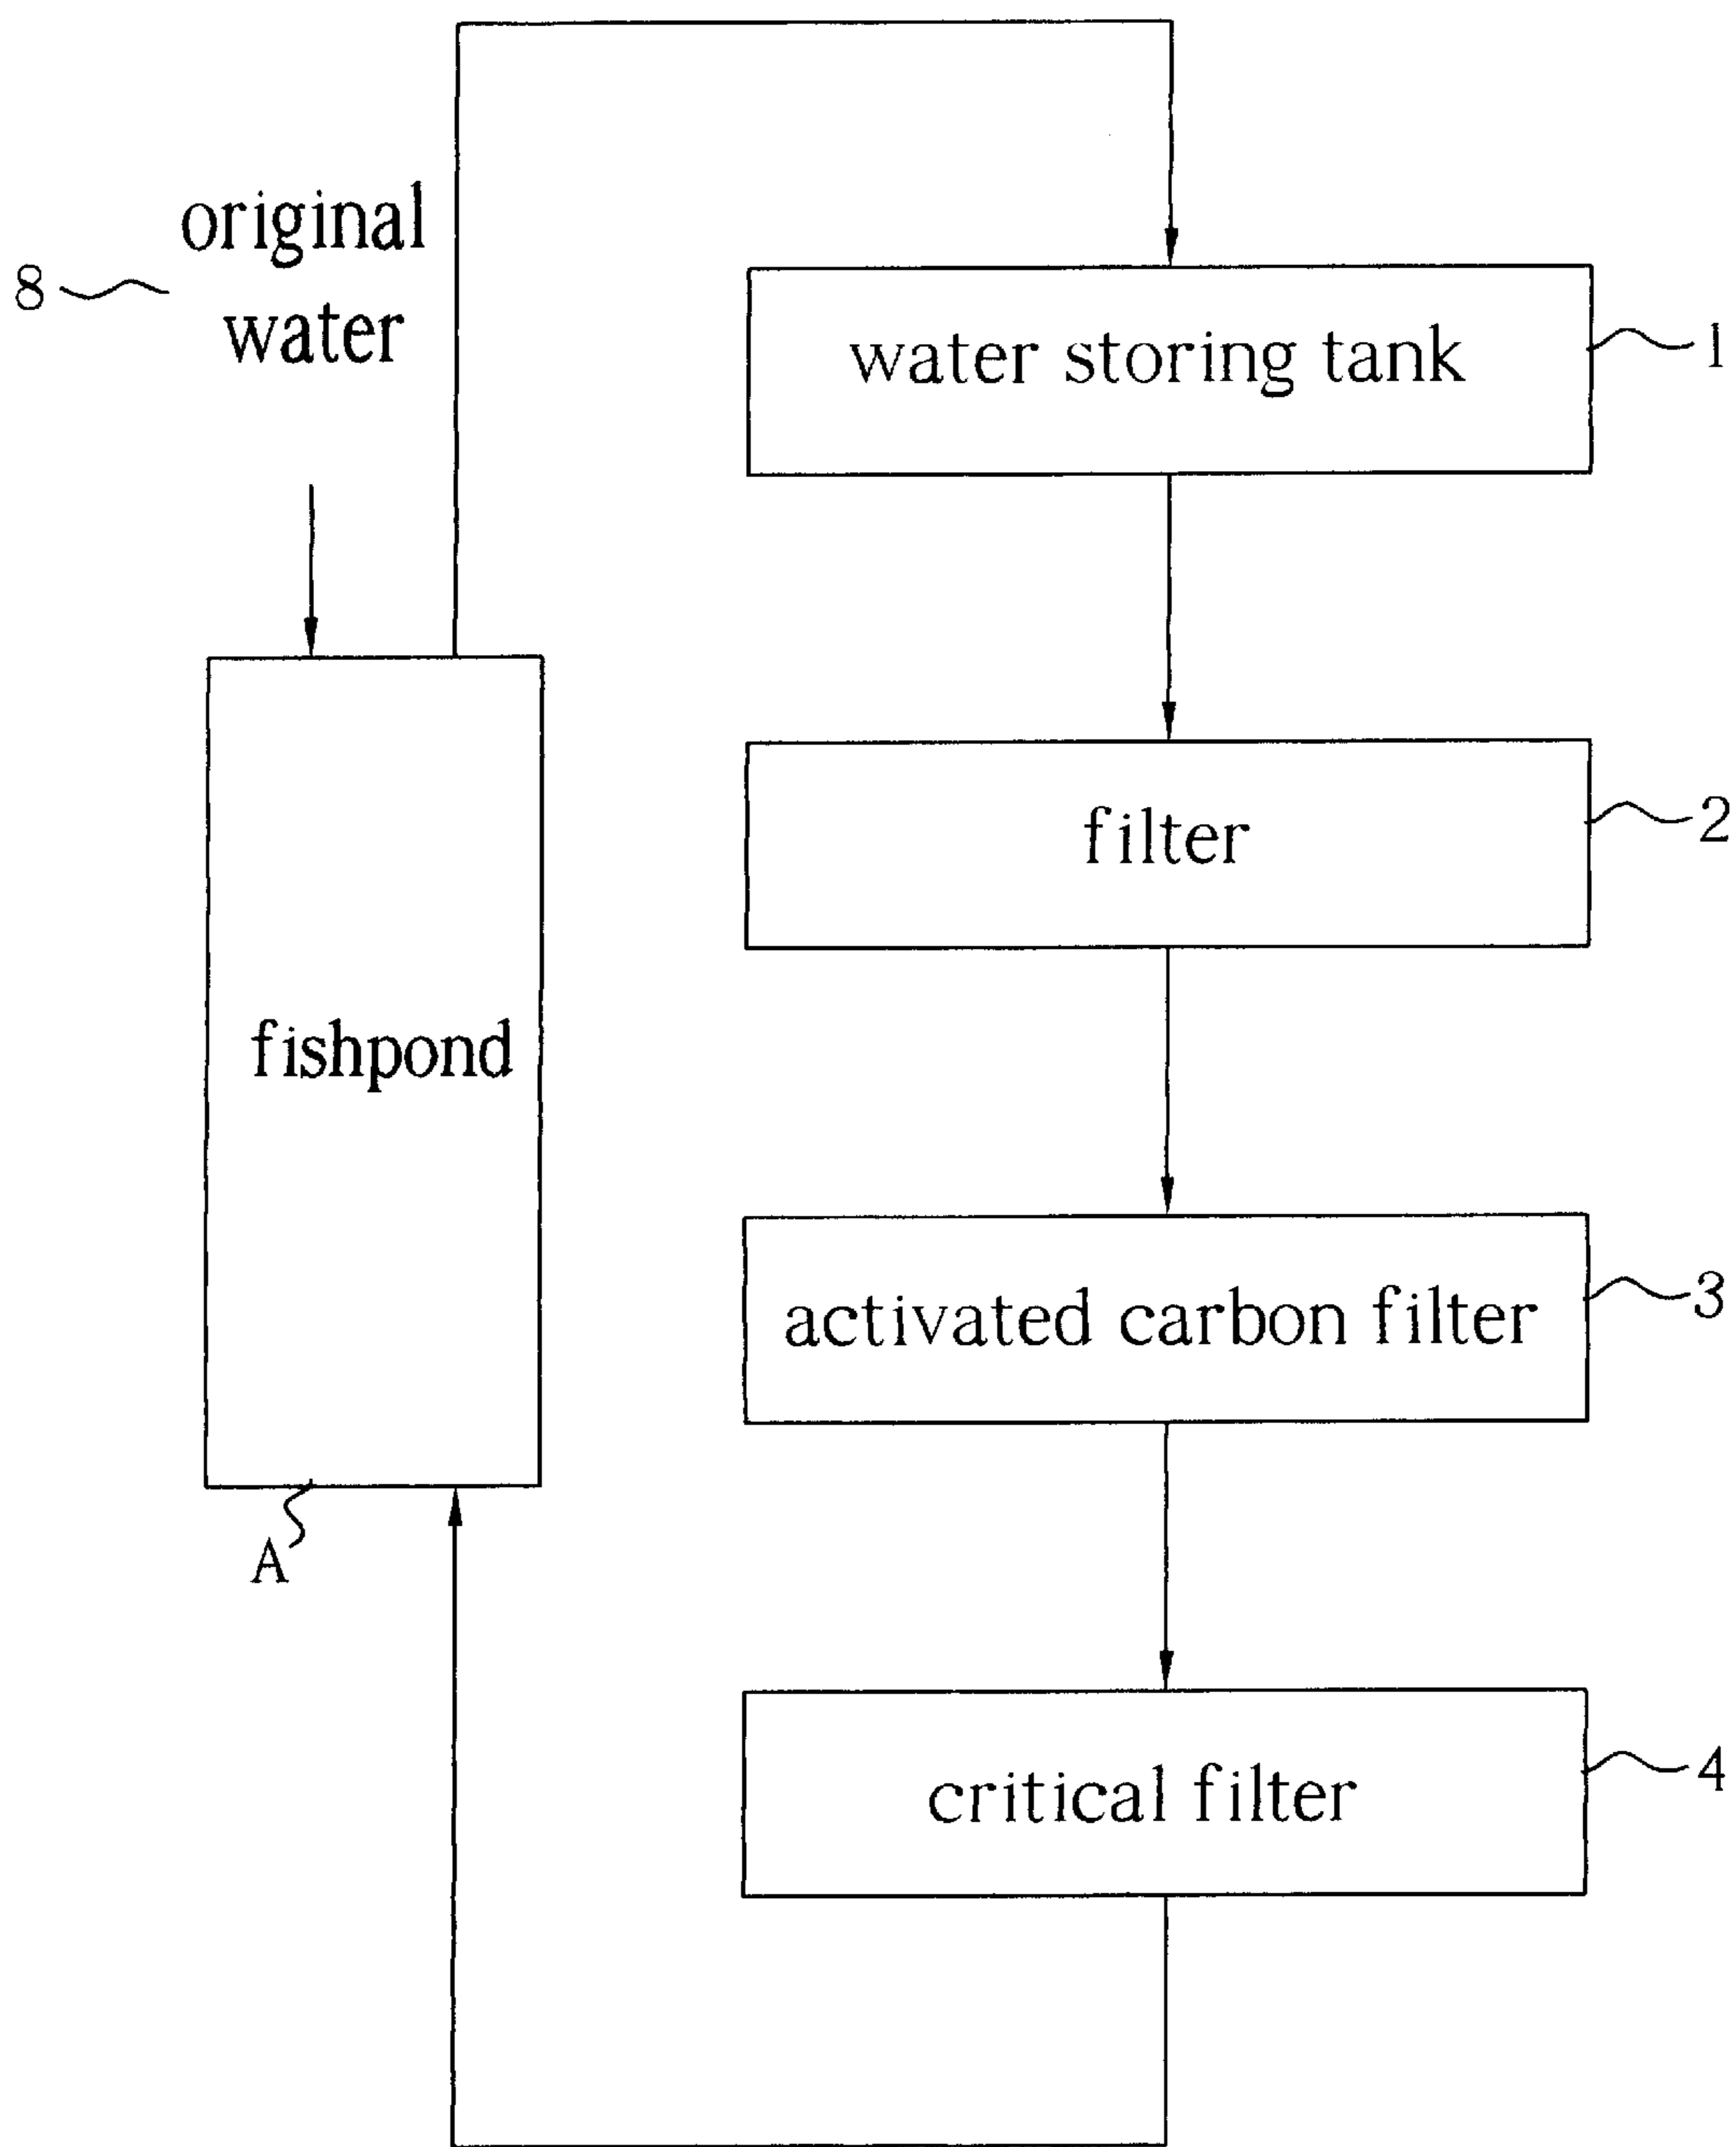 original
water
8
water storing tank
1
filter
2
fishpond
activated carbon filter
3
A
critical filter
4